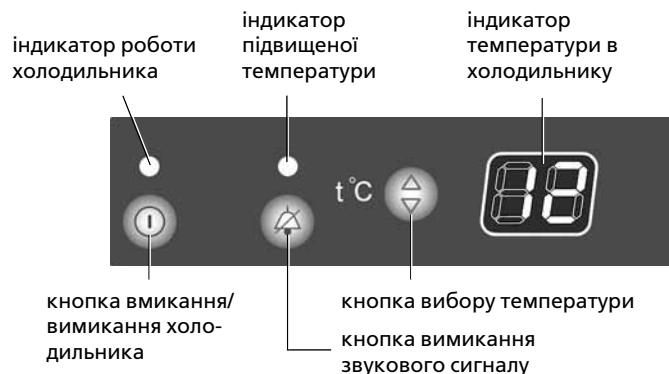 індикатор роботи
холодильника
індикатор
підвищеної
температури
індикатор
температури в
холодильнику
t°C
12
кнопка вмикання/
вимикання холо-
дильника
кнопка вибору температури
кнопка вимикання
звукового сигналу